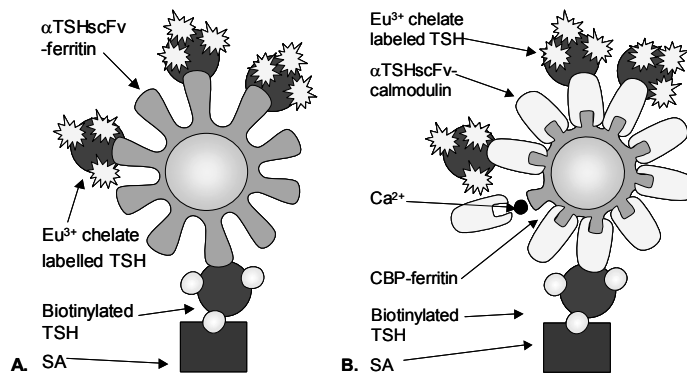 αTSHscFv
-ferritin
Eu³⁺ chelate
labelled TSH
Biotinylated
TSH
A. SA
Eu³⁺ chelate
labeled TSH
αTSHscFv-
calmodulin
Ca²⁺
CBP-ferritin
Biotinylated
TSH
B. SA